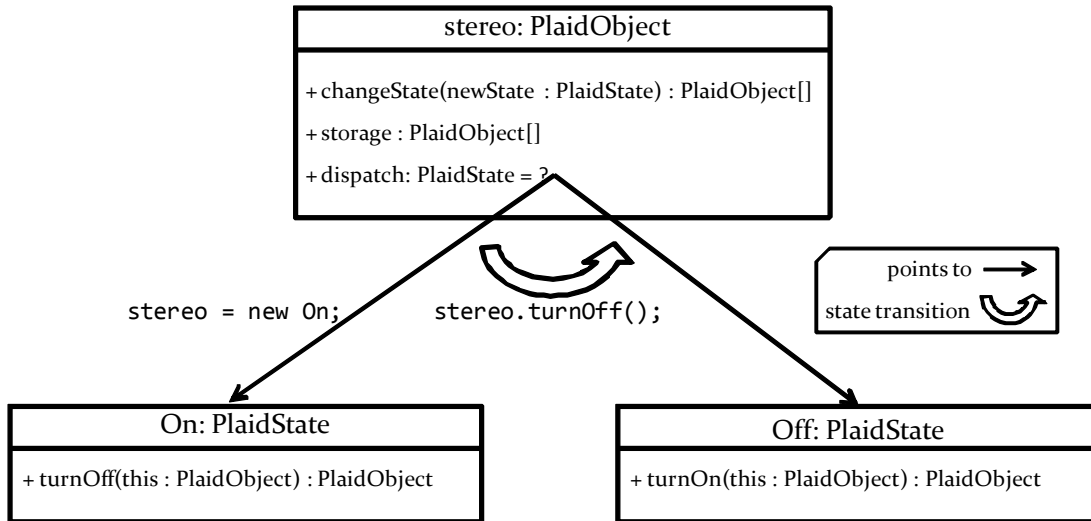 stereo: PlaidObject
+ changeState(newState : PlaidState) : PlaidObject[]
+ storage : PlaidObject[]
+ dispatch: PlaidState = ?
stereo = new On;
stereo.turnOff();
points to
state transition
On: PlaidState
+ turnOff(this : PlaidObject) : PlaidObject
Off: PlaidState
+ turnOn(this : PlaidObject) : PlaidObject